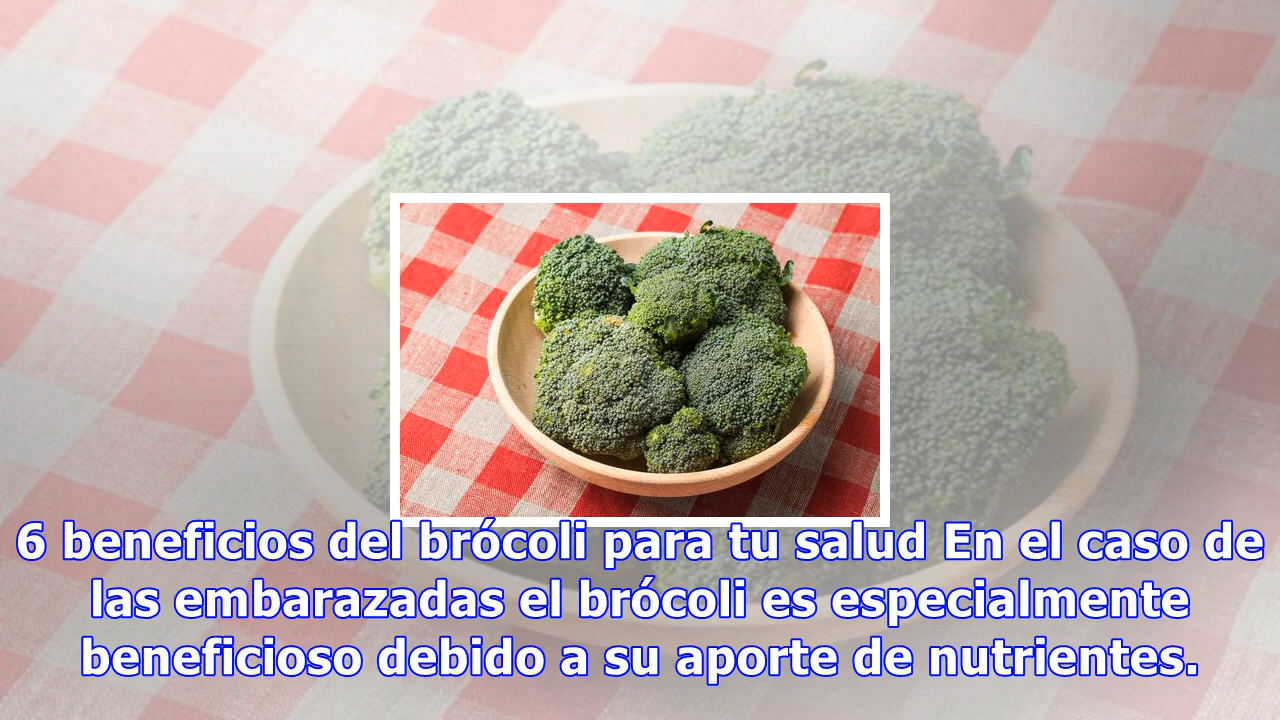 6 beneficios del brócoli para tu salud En el caso de
las embarazadas el brócoli es especialmente
beneficioso debido a su aporte de nutrientes.